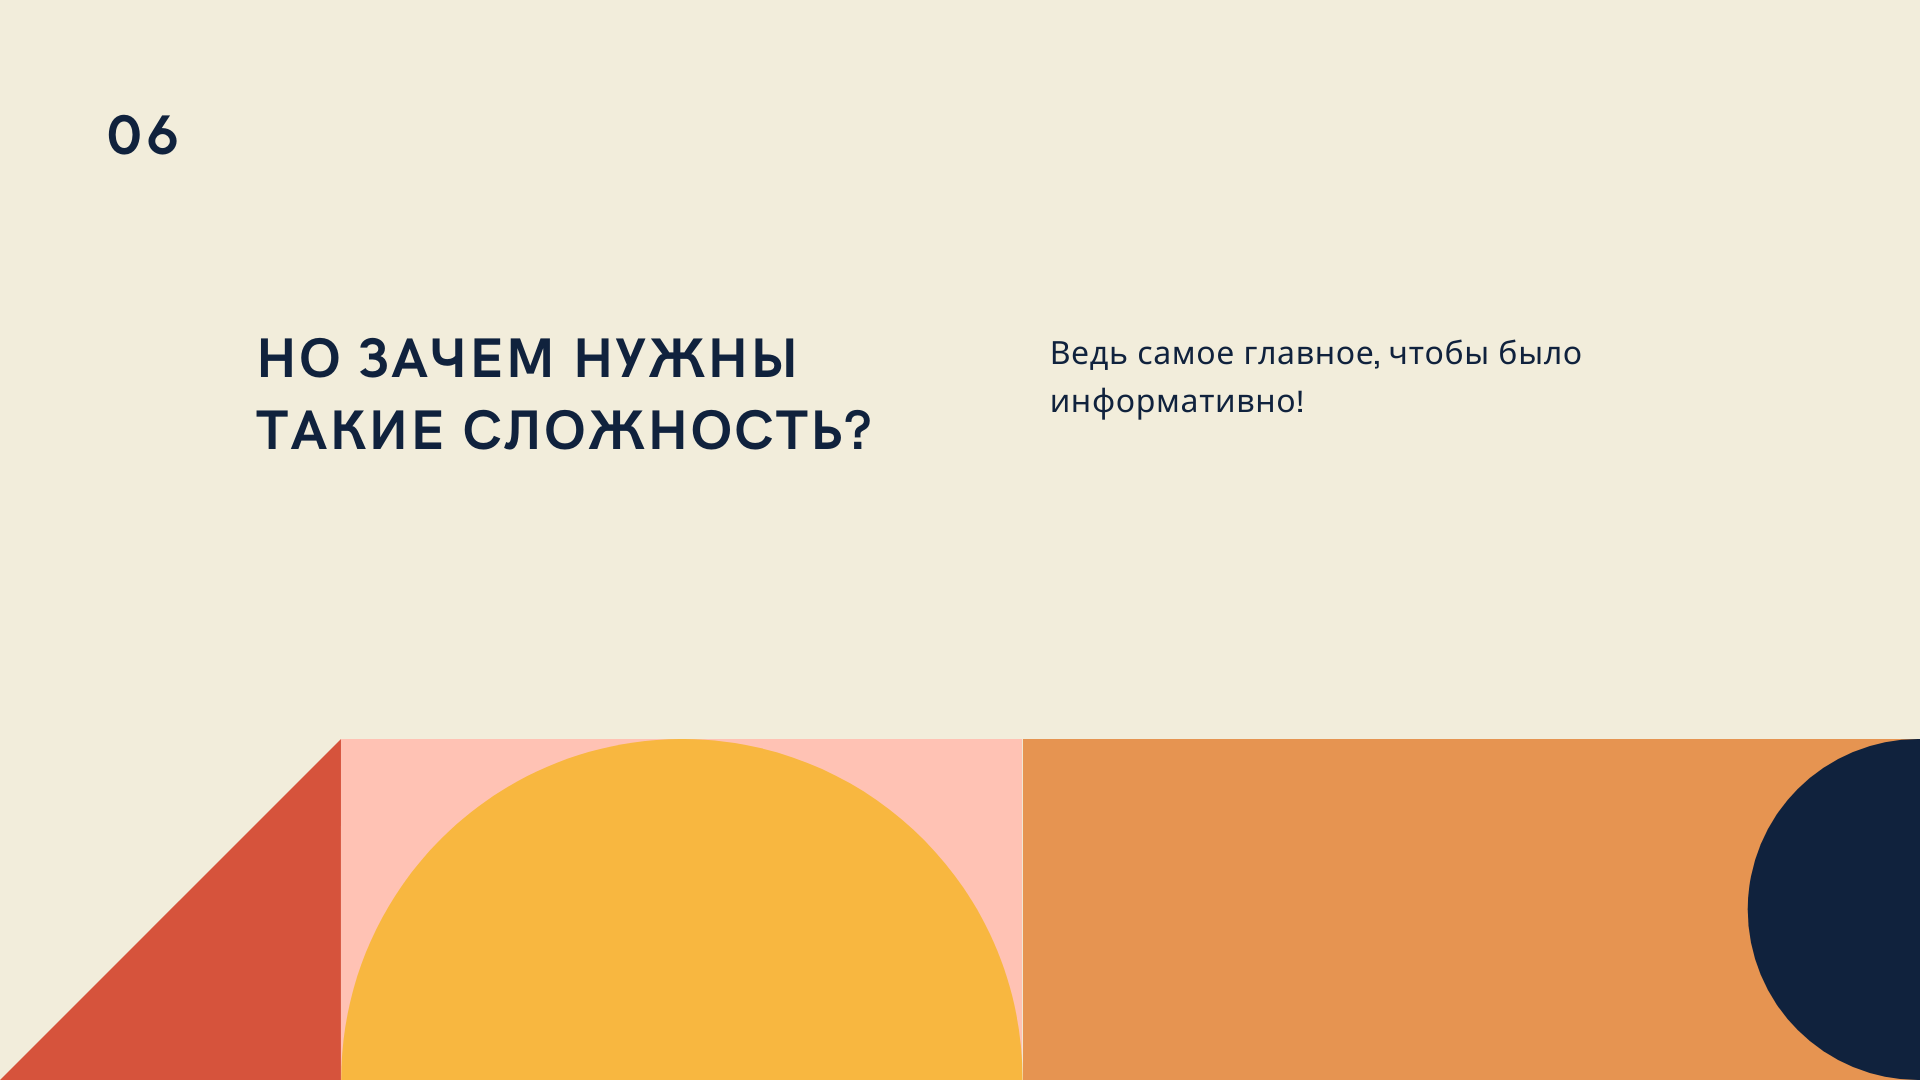 06
НО ЗАЧЕМ НУЖНЫ
ТАКИЕ СЛОЖНОСТЬ?
Ведь самое главное, чтобы было
информативно!